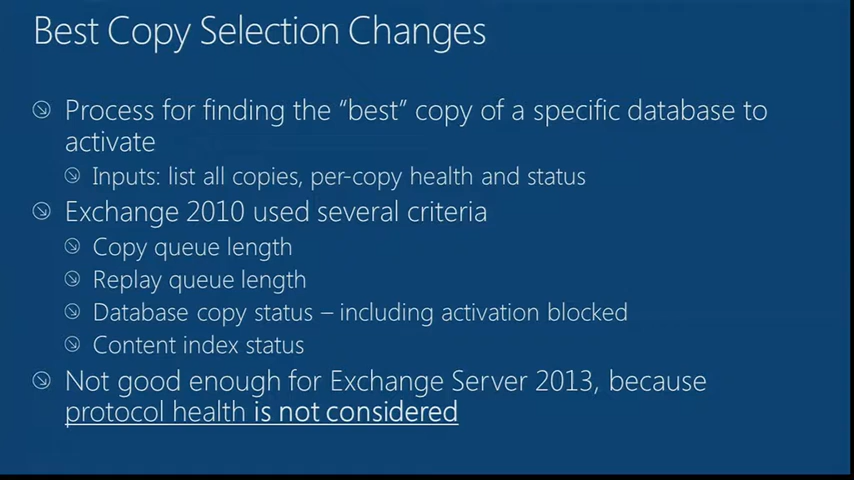 Best Copy Selection Changes
Process for finding the “best” copy of a specific database to
activate
Inputs: list all copies, per-copy health and status
Exchange 2010 used several criteria
Copy queue length
Replay queue length
Database copy status – including activation blocked
Content index status
Not good enough for Exchange Server 2013, because
protocol health is not considered